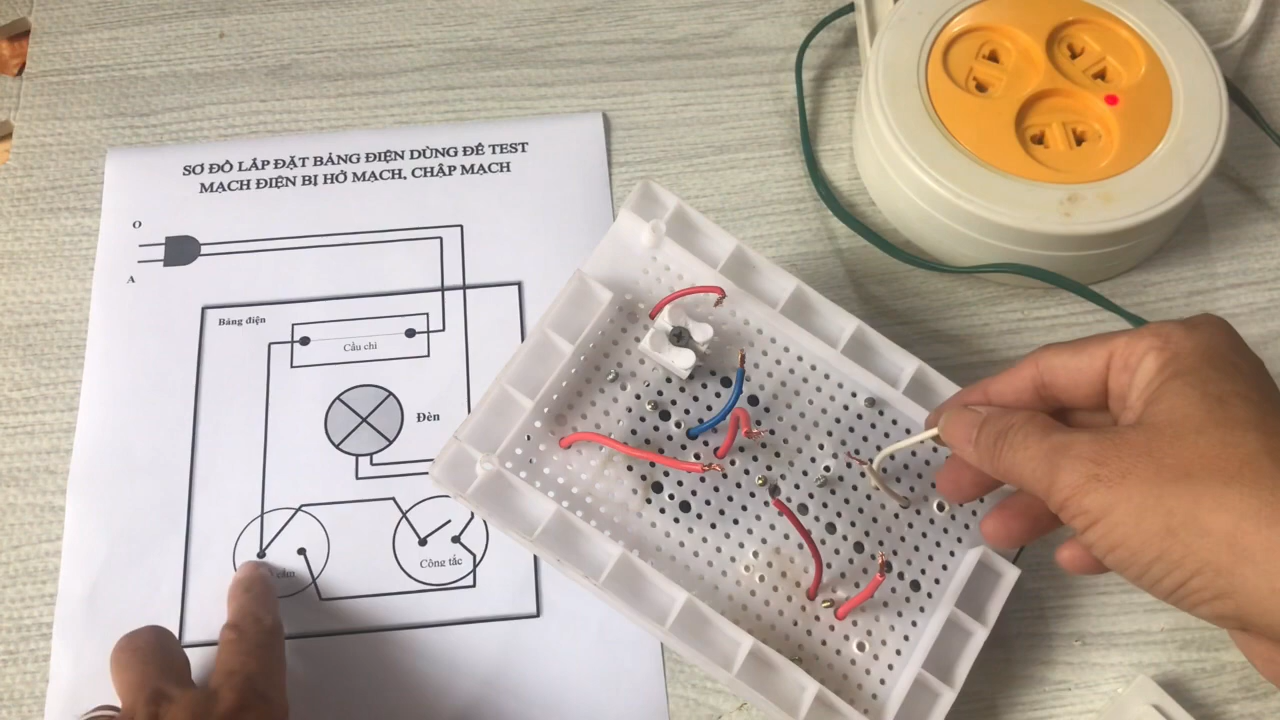 SƠ ĐỒ LẮP ĐẶT BẢNG ĐIỆN DÙNG ĐỂ TEST
MẠCH ĐIỆN BỊ HỞ MẠCH, CHẬP MẠCH
O
A
Bảng điện
Cầu chì
Đèn
Công tắc
cắm